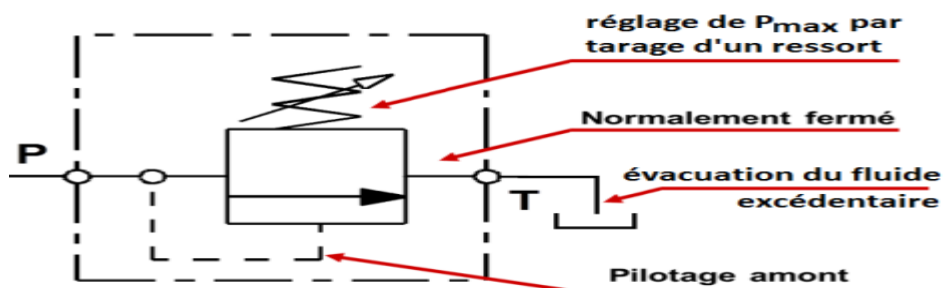 réglage de Pmax par
tarage d'un ressort
Normalement fermé
P
évacuation du fluide
T
excédentaire
Pilotage amont